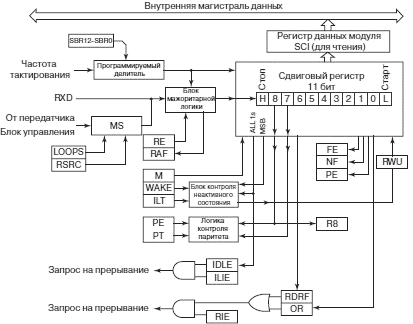 Внутренняя магистраль данных
Регистр данных модуля
SCI (для чтения)
SBR12-SBR0
Частота
тактирования
Программируемый
делитель
Стоп
Сдвиговый регистр
11 бит
Старт
RXD
Блок
мажоритарной
логики
H 8 7 6 5 4 3 2 1 0 L
От передатчика
Блок управления
MS
ALL 1s
MSB
LOOPS
RSRC
RE
RAF
FE
NF
PE
RWU
M
WAKE
ILT
Блок контроля
неактивного
состояния
PE
PT
Логика
контроля
паритета
R8
Запрос на прерывание
IDLE
ILIE
RDRF
OR
Запрос на прерывание
RIE